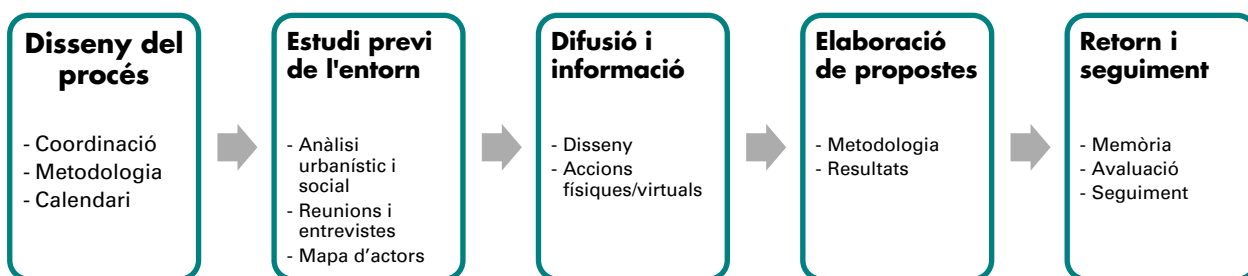 Disseny del
procés
- Coordinació
- Metodologia
- Calendari
Estudi previ
de l'entorn
- Anàlisi
urbanístic i
social
- Reunions i
entrevistes
- Mapa d’actors
Difusió i
informació
- Disseny
- Accions
físiques/virtuals
Elaboració
de propostes
- Metodologia
- Resultats
Retorn i
seguiment
- Memòria
- Avaluació
- Seguiment